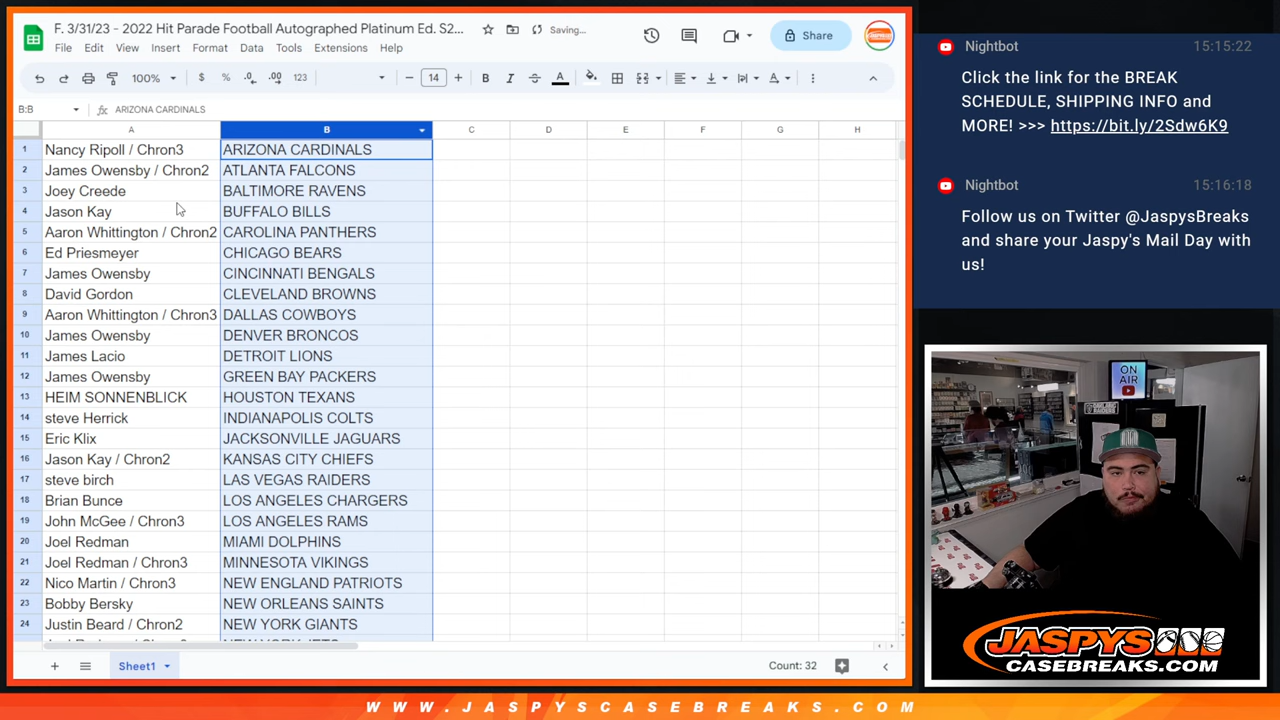 F. 3/31/23 - 2022 Hit Parade Football Autographed Platinum Ed. S2...
Saving...
Share
File Edit View Insert Format Data Tools Extensions Help
100% $ % .0 .00 123 14 B I A
B:B fx ARIZONA CARDINALS
A B C D E F G H
1 Nancy Ripoll / Chron3 ARIZONA CARDINALS
2 James Owensby / Chron2 ATLANTA FALCONS
3 Joey Creede BALTIMORE RAVENS
4 Jason Kay BUFFALO BILLS
5 Aaron Whittington / Chron2 CAROLINA PANTHERS
6 Ed Priesmeyer CHICAGO BEARS
7 James Owensby CINCINNATI BENGALS
8 David Gordon CLEVELAND BROWNS
9 Aaron Whittington / Chron3 DALLAS COWBOYS
10 James Owensby DENVER BRONCOS
11 James Lacio DETROIT LIONS
12 James Owensby GREEN BAY PACKERS
13 HEIM SONNENBLICK HOUSTON TEXANS
14 steve Herrick INDIANAPOLIS COLTS
15 Eric Klix JACKSONVILLE JAGUARS
16 Jason Kay / Chron2 KANSAS CITY CHIEFS
17 steve birch LAS VEGAS RAIDERS
18 Brian Bunce LOS ANGELES CHARGERS
19 John McGee / Chron3 LOS ANGELES RAMS
20 Joel Redman MIAMI DOLPHINS
21 Joel Redman / Chron3 MINNESOTA VIKINGS
22 Nico Martin / Chron3 NEW ENGLAND PATRIOTS
23 Bobby Bersky NEW ORLEANS SAINTS
24 Justin Beard / Chron2 NEW YORK GIANTS
Sheet1
Count: 32
Nightbot 15:15:22
Click the link for the BREAK
SCHEDULE, SHIPPING INFO and
MORE! >>> https://bit.ly/2Sdw6K9
Nightbot 15:16:18
Follow us on Twitter @JaspysBreaks
and share your Jaspy's Mail Day with
us!
ON
AIR
JASPYS
CASEBREAKS.COM
WWW.JASPYSCASEBREAKS.COM